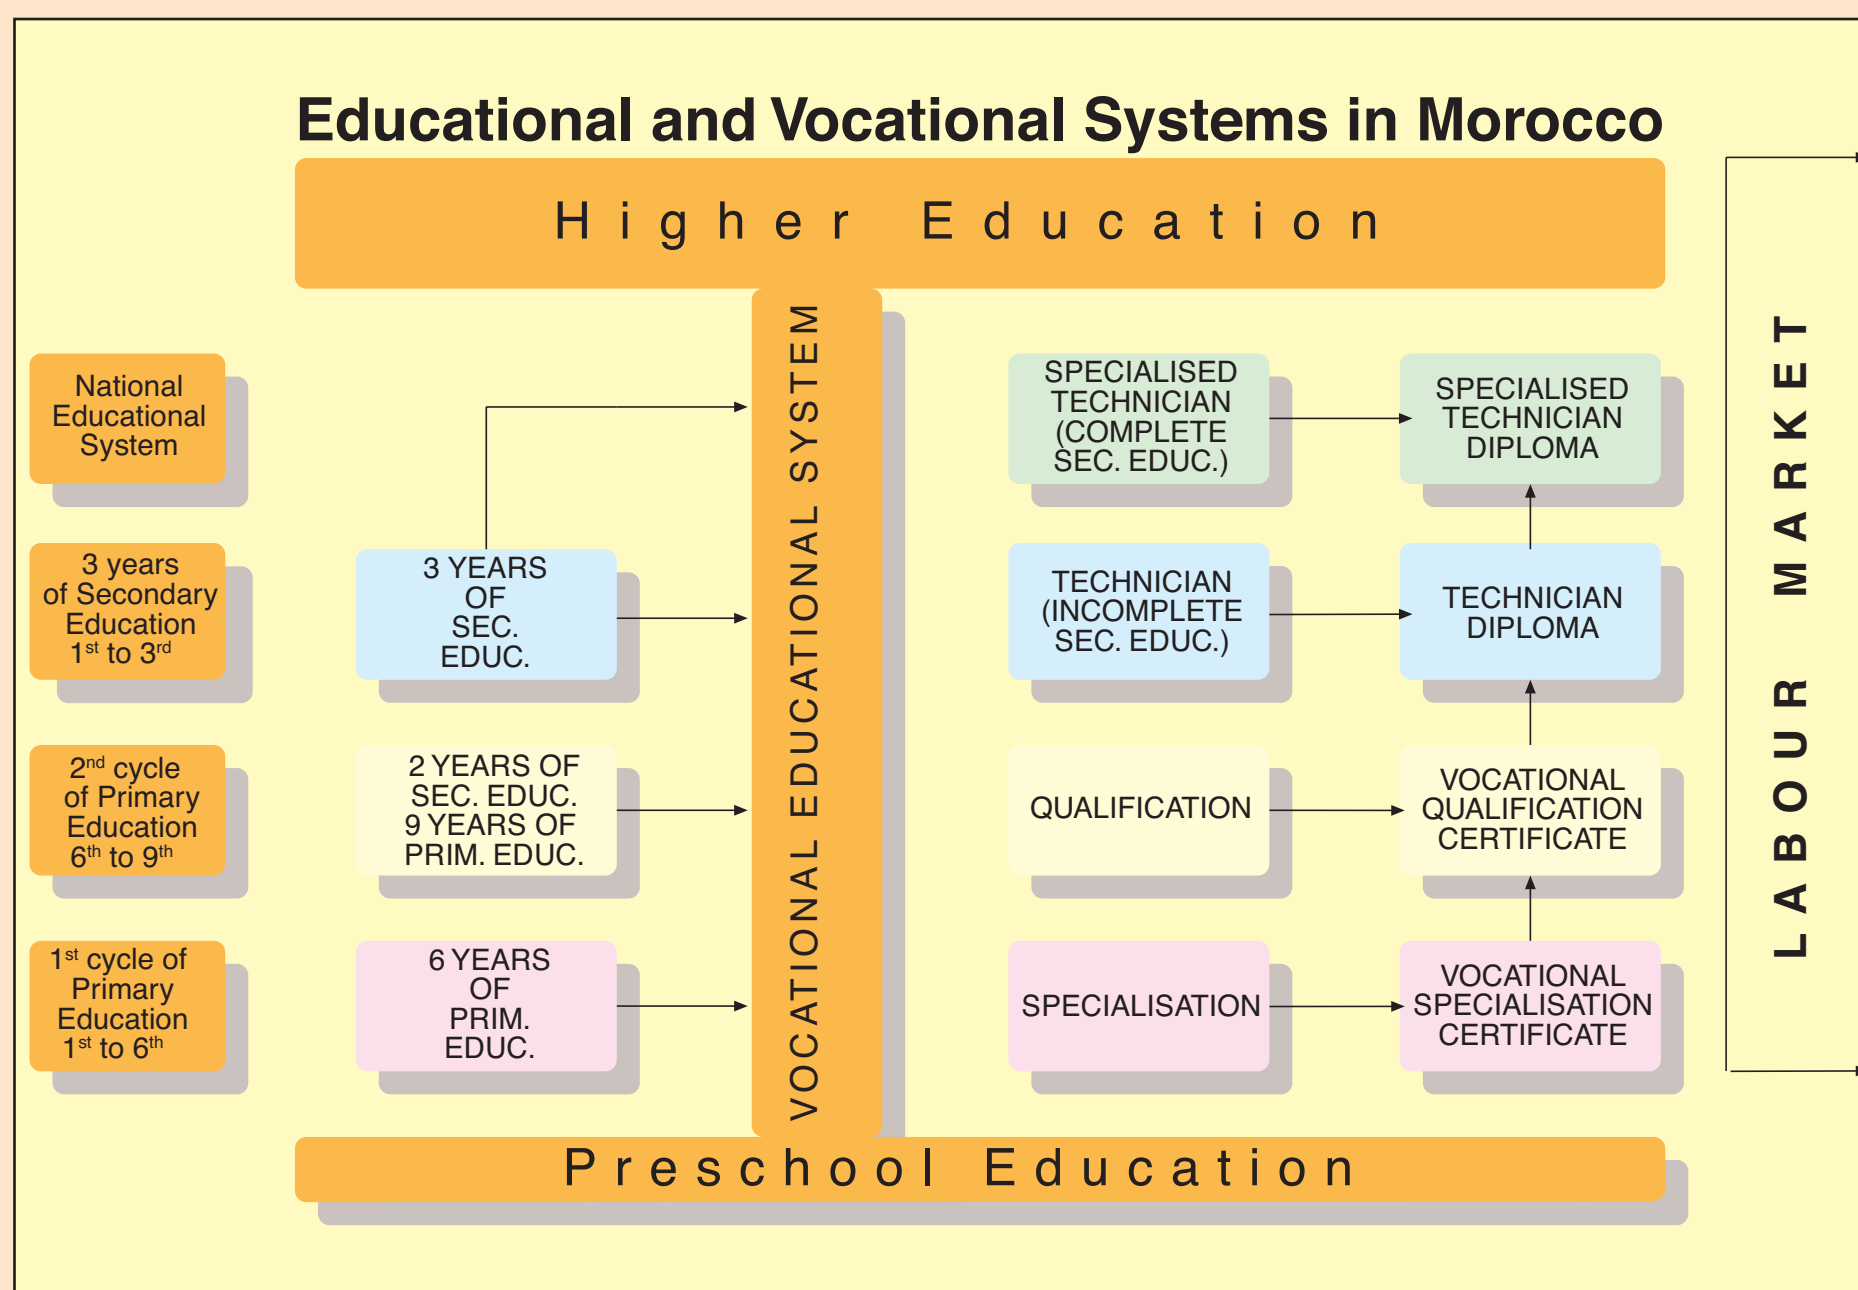 Educational and Vocational Systems in Morocco
Higher Education
National
Educational
System
3 years
of Secondary
Education
1st to 3rd
2nd cycle
of Primary
Education
6th to 9th
1st cycle of
Primary
Education
1st to 6th
3 YEARS
OF
SEC.
EDUC.
2 YEARS OF
SEC. EDUC.
9 YEARS OF
PRIM. EDUC.
6 YEARS
OF
PRIM.
EDUC.
VOCATIONAL EDUCATIONAL SYSTEM
SPECIALISED
TECHNICIAN
(COMPLETE
SEC. EDUC.)
SPECIALISED
TECHNICIAN
DIPLOMA
TECHNICIAN
(INCOMPLETE
SEC. EDUC.)
TECHNICIAN
DIPLOMA
QUALIFICATION
VOCATIONAL
QUALIFICATION
CERTIFICATE
SPECIALISATION
VOCATIONAL
SPECIALISATION
CERTIFICATE
LABOUR MARKET
Preschool Education